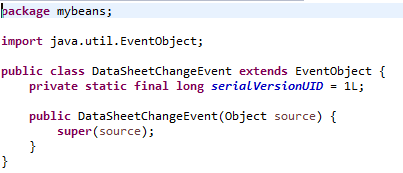 package mybeans;
import java.util.EventObject;
public class DataSheetChangeEvent extends EventObject {
private static final long serialVersionUID = 1L;
public DataSheetChangeEvent(Object source) {
super(source);
}
}